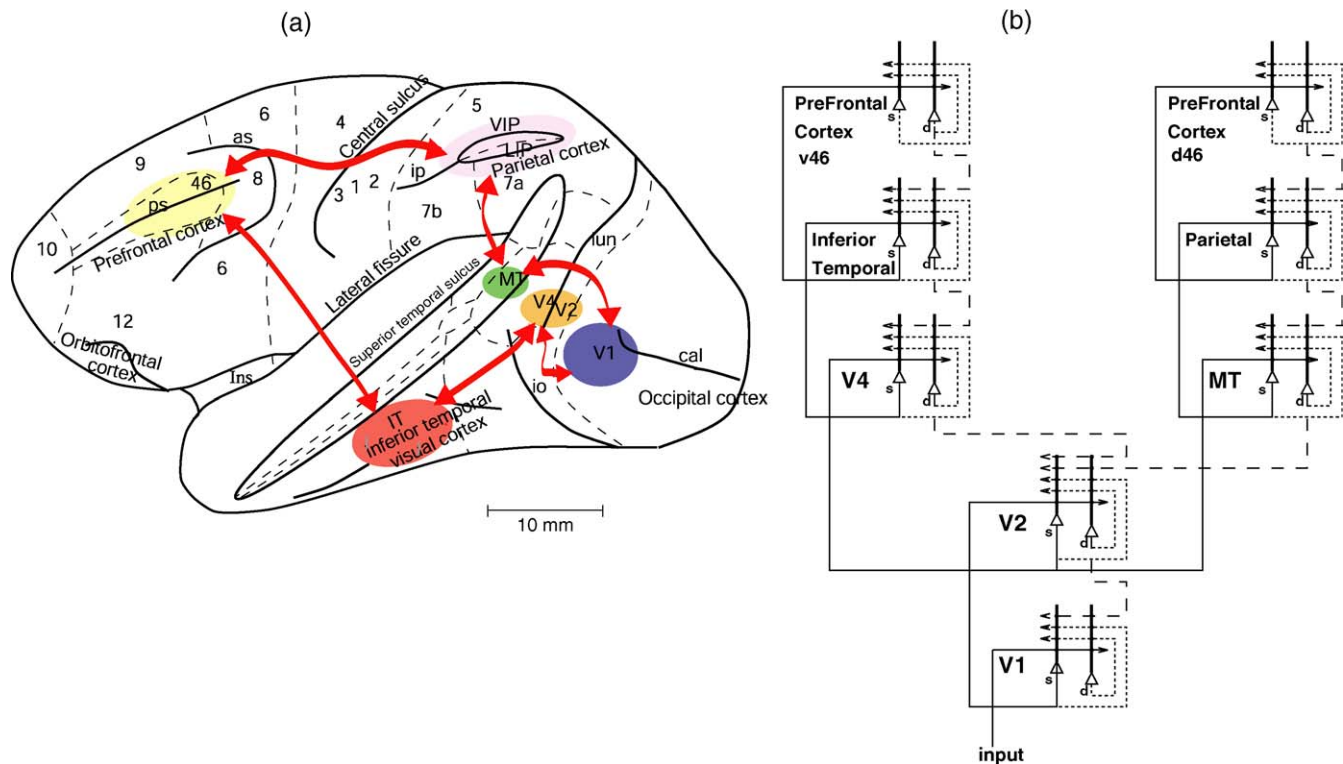 (a)
6
4
Central sulcus
5
VIP
LIP
Parietal cortex
as
9
46
8
ps
Prefrontal cortex
10
3
1
2
ip
7a
7b
6
Lateral fissure
Superior temporal sulcus
lun
MT
V4
V2
V1
cal
io
Occipital cortex
12
Orbitofrontal
cortex
Ins
IT
inferior temporal
visual cortex
10 mm
(b)
PreFrontal
Cortex
v46
s
d
PreFrontal
Cortex
d46
s
d
Inferior
Temporal
s
d
Parietal
s
d
V4
s
d
MT
s
d
V2
s
d
V1
s
d
input